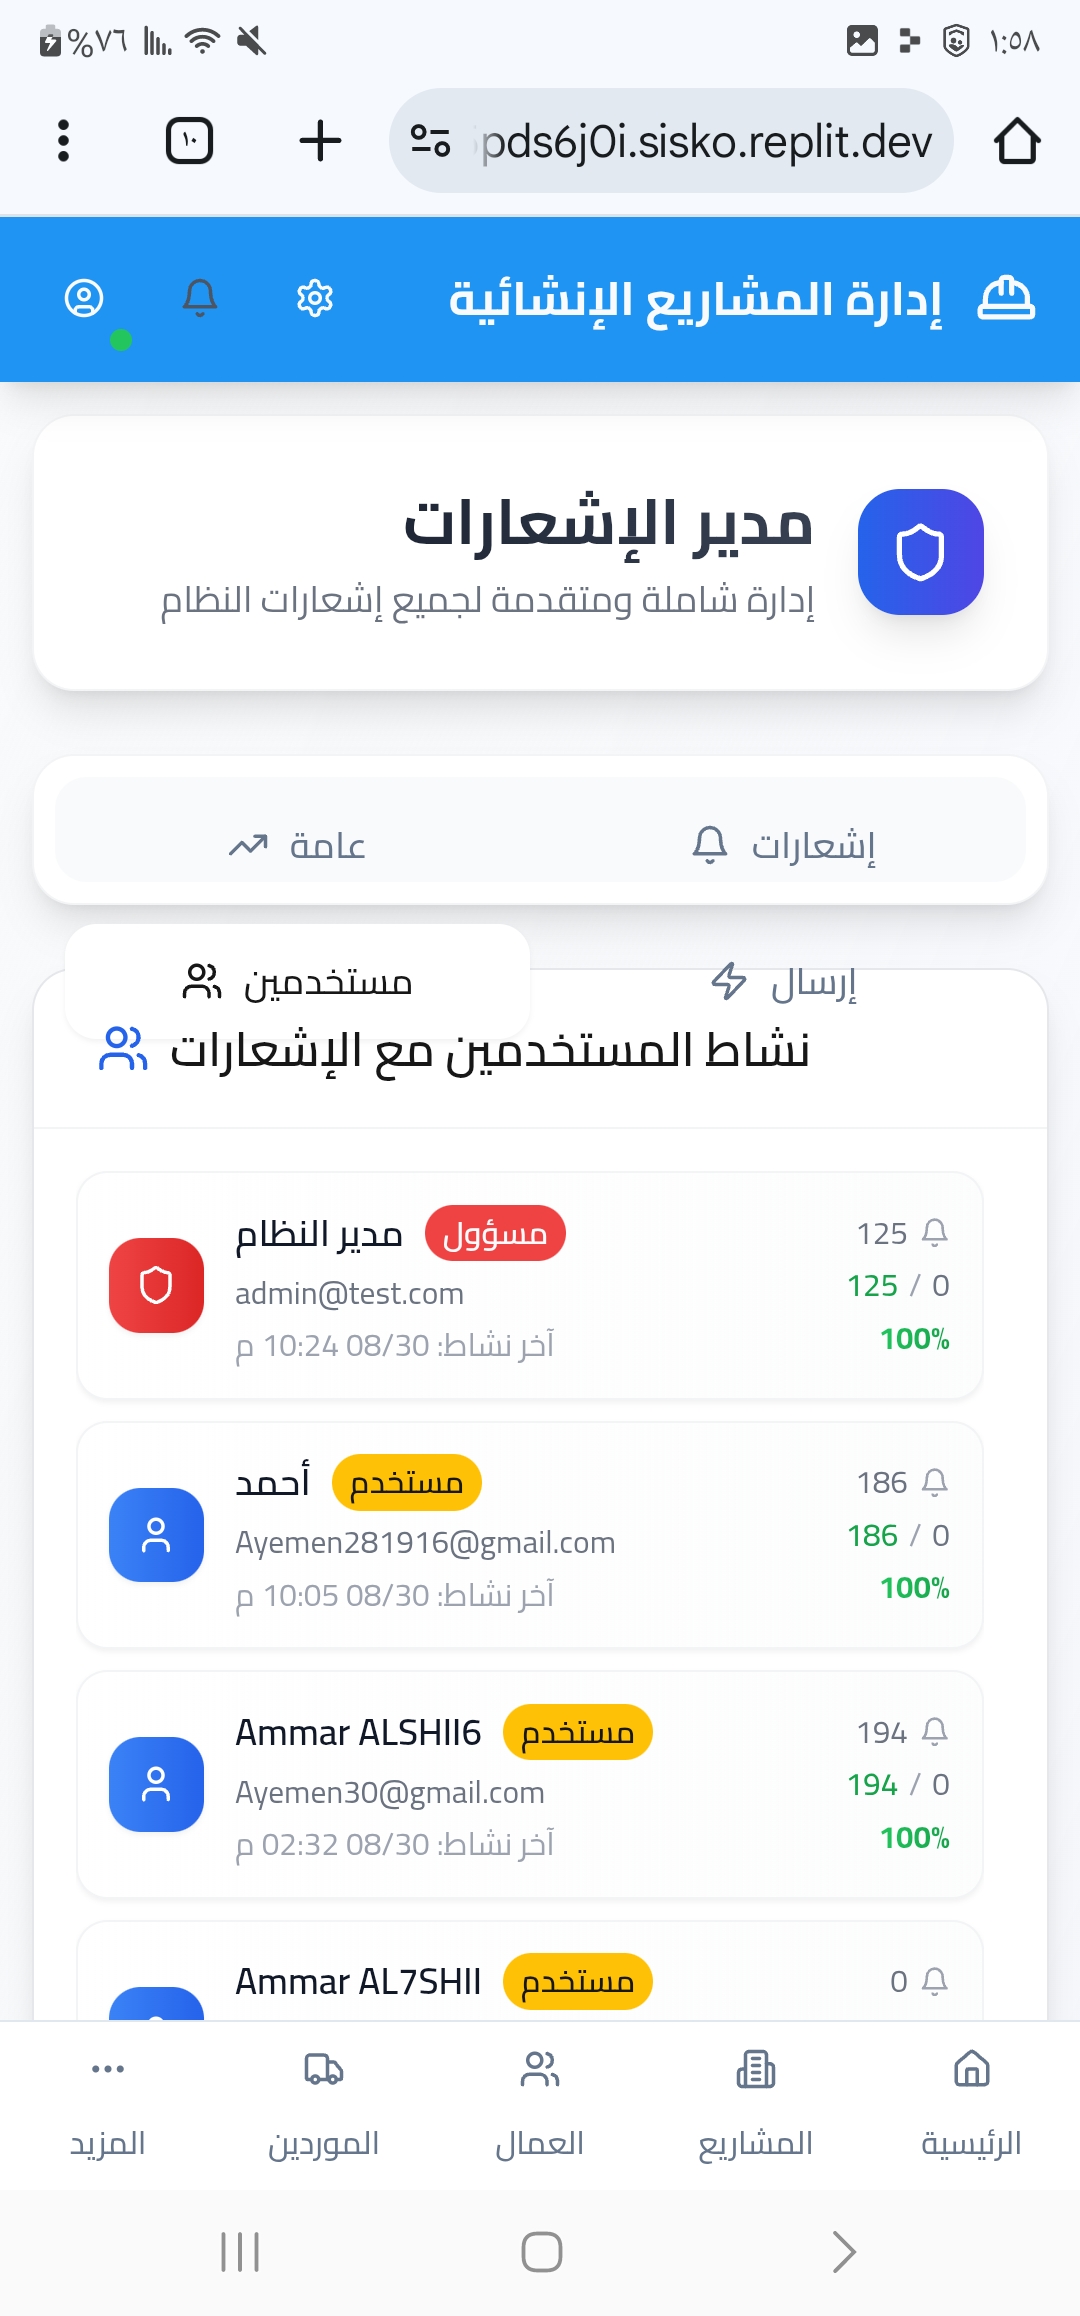 ١:٥٨
%٧٦
pds6j0i.sisko.replit.dev
١٠
إدارة المشاريع الإنشائية
مدير الإشعارات
إدارة شاملة ومتقدمة لجميع إشعارات النظام
إشعارات
عامة
إرسال
مستخدمين
نشاط المستخدمين مع الإشعارات
مدير النظام مسؤول
admin@test.com
آخر نشاط: 08/30 10:24 م
125
125 / 0
100%
أحمد مستخدم
Ayemen281916@gmail.com
آخر نشاط: 08/30 10:05 م
186
186 / 0
100%
Ammar ALSHII6 مستخدم
Ayemen30@gmail.com
آخر نشاط: 08/30 02:32 م
194
194 / 0
100%
Ammar AL7SHII مستخدم
0
الرئيسية
المشاريع
العمال
الموردين
المزيد